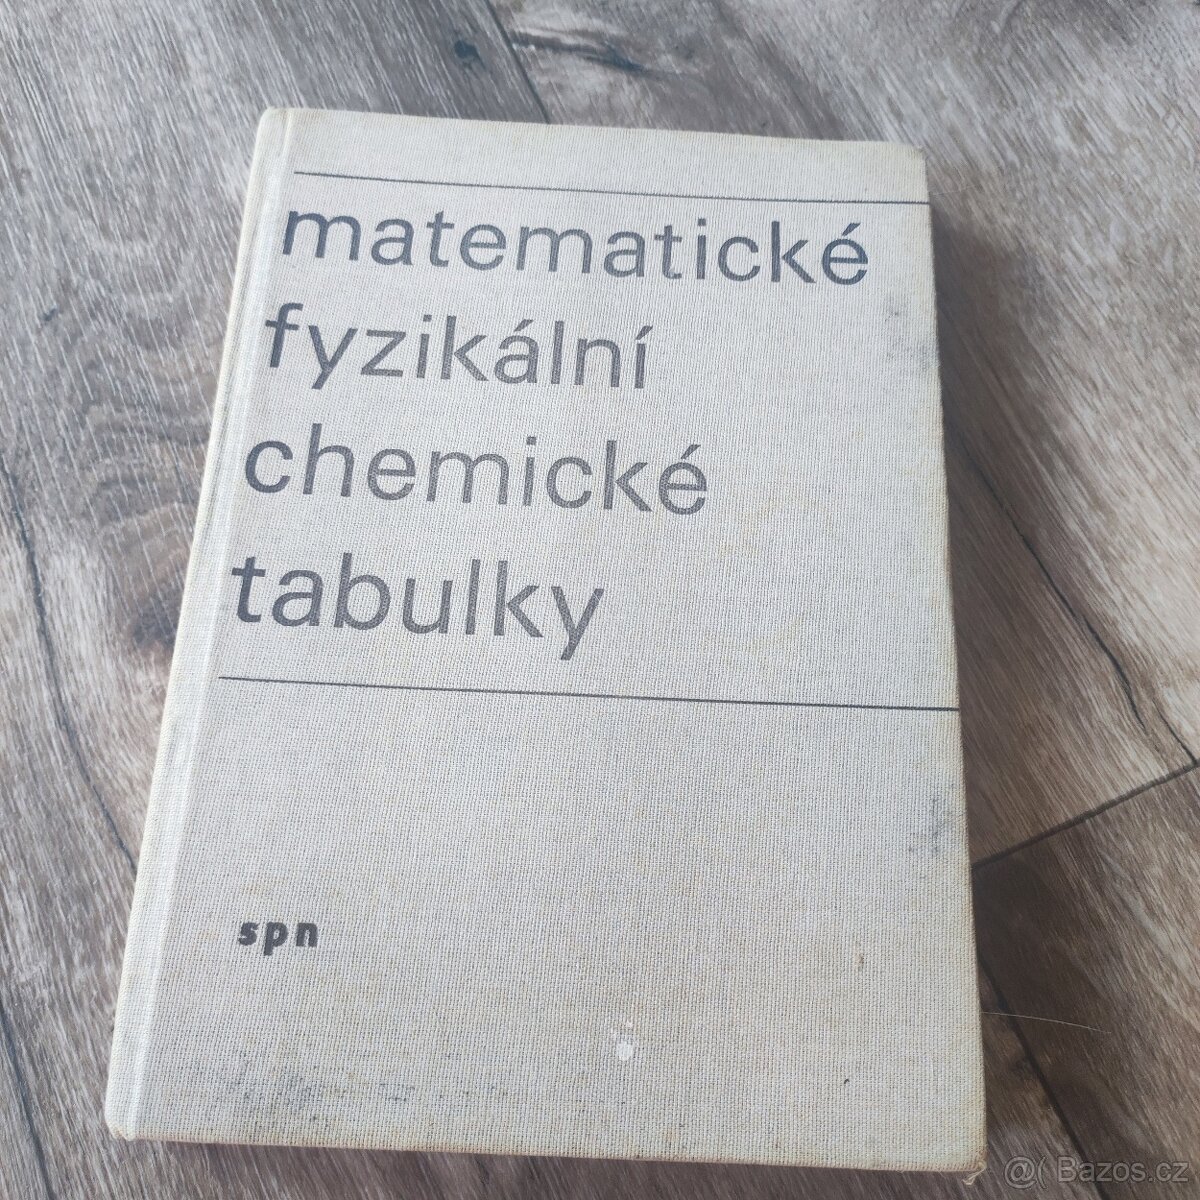 matematické
fyzikální
chemické
tabulky
spn
@( Bazos.cz